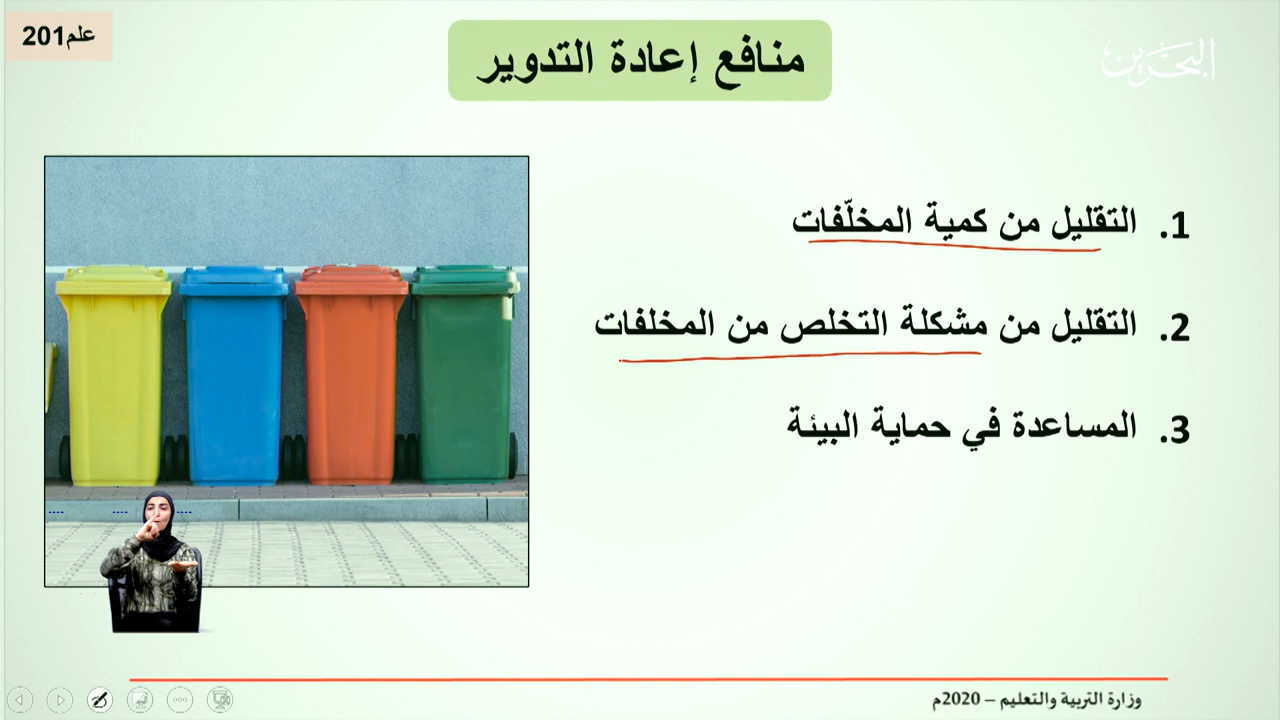 علم201
البحرين
منافع إعادة التدوير
1. التقليل من كمية المخلّفات
2. التقليل من مشكلة التخلص من المخلفات
3. المساعدة في حماية البيئة
وزارة التربية والتعليم – 2020م